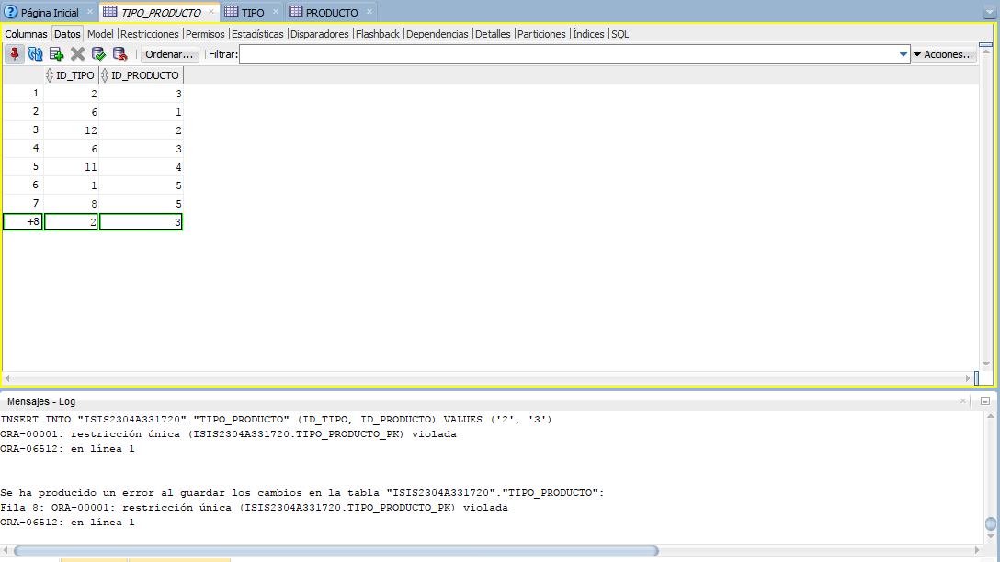 Página Inicial TIPO_PRODUCTO TIPO PRODUCTO
Columnas Datos Model Restricciones Permisos Estadísticas Disparadores Flashback Dependencias Detalles Particiones Índices SQL
Ordenar... Filtrar: Acciones...
ID_TIPO ID_PRODUCTO
1 2 3
2 6 1
3 12 2
4 6 3
5 11 4
6 1 5
7 8 5
+8 2 3
Mensajes - Log
INSERT INTO "ISIS2304A331720"."TIPO_PRODUCTO" (ID_TIPO, ID_PRODUCTO) VALUES ('2', '3')
ORA-00001: restricción única (ISIS2304A331720.TIPO_PRODUCTO_PK) violada
ORA-06512: en línea 1
Se ha producido un error al guardar los cambios en la tabla "ISIS2304A331720"."TIPO_PRODUCTO":
Fila 8: ORA-00001: restricción única (ISIS2304A331720.TIPO_PRODUCTO_PK) violada
ORA-06512: en línea 1